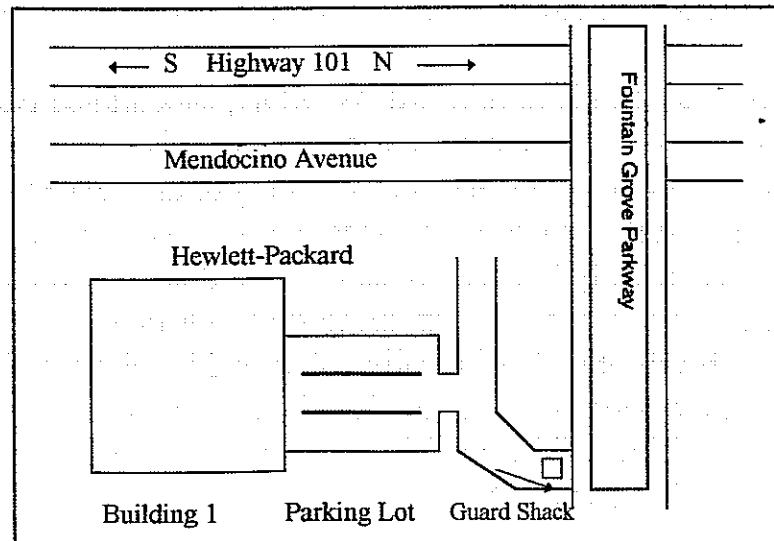 ← S Highway 101 N →
Mendocino Avenue
Fountain Grove Parkway
Hewlett-Packard
Building 1
Parking Lot
Guard Shack